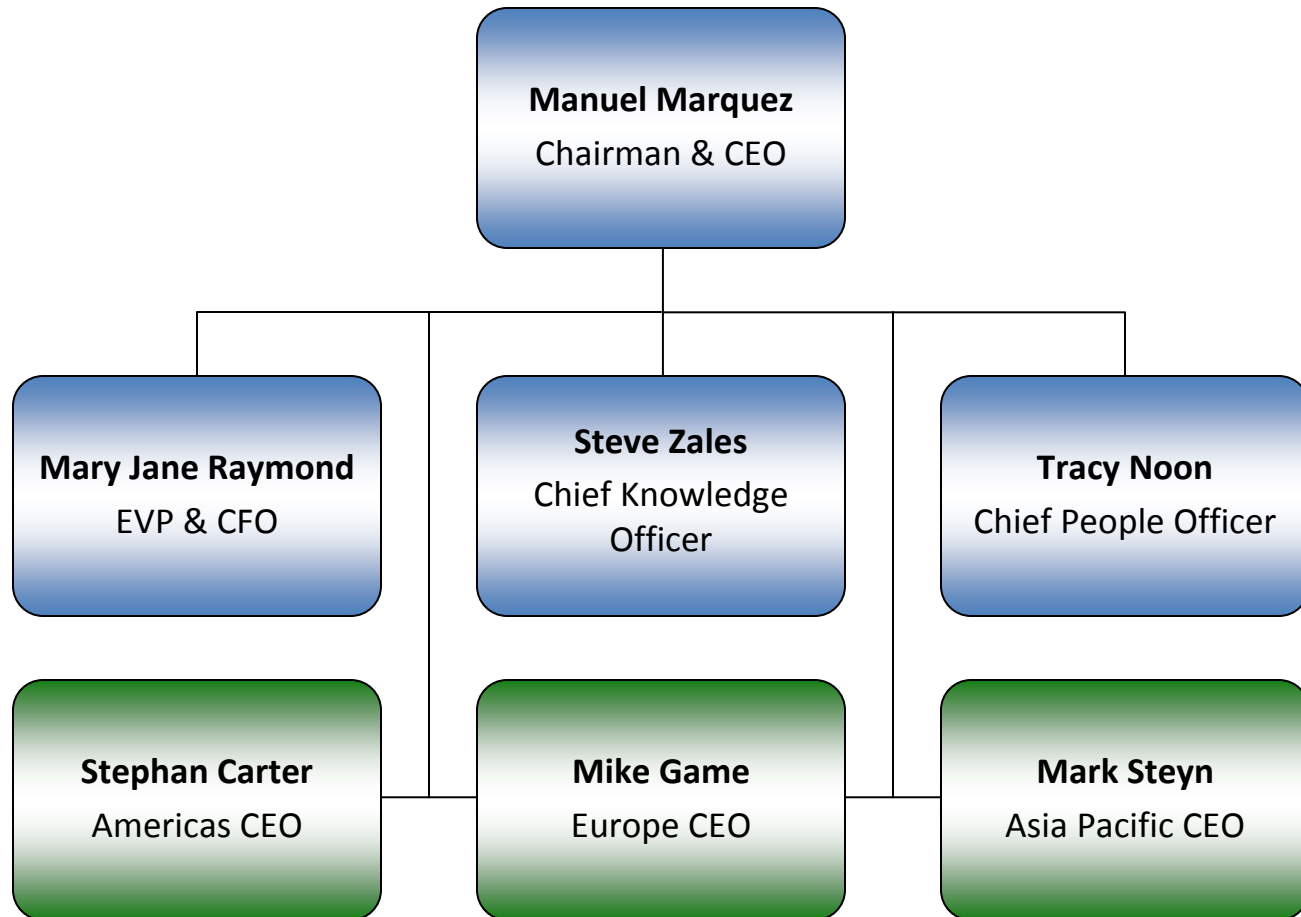 Manuel Marquez
Chairman & CEO
Mary Jane Raymond
EVP & CFO
Steve Zales
Chief Knowledge
Officer
Tracy Noon
Chief People Officer
Stephan Carter
Americas CEO
Mike Game
Europe CEO
Mark Steyn
Asia Pacific CEO